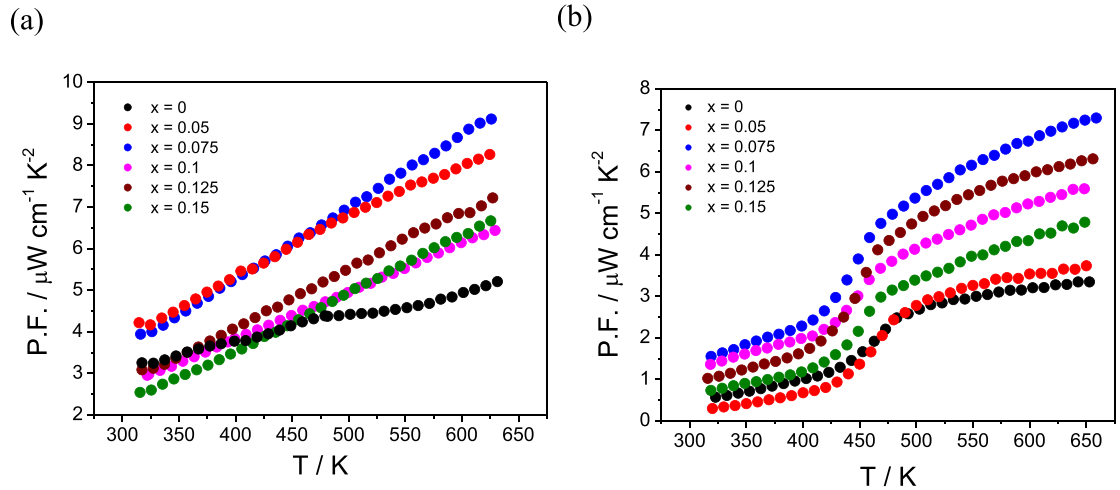 (a)
P.F. / μW cm⁻¹ K⁻²
10
9
8
7
6
5
4
3
2
x = 0
x = 0.05
x = 0.075
x = 0.1
x = 0.125
x = 0.15
300 350 400 450 500 550 600 650
T / K
(b)
P.F. / μW cm⁻¹ K⁻²
8
7
6
5
4
3
2
1
0
x = 0
x = 0.05
x = 0.075
x = 0.1
x = 0.125
x = 0.15
300 350 400 450 500 550 600 650
T / K